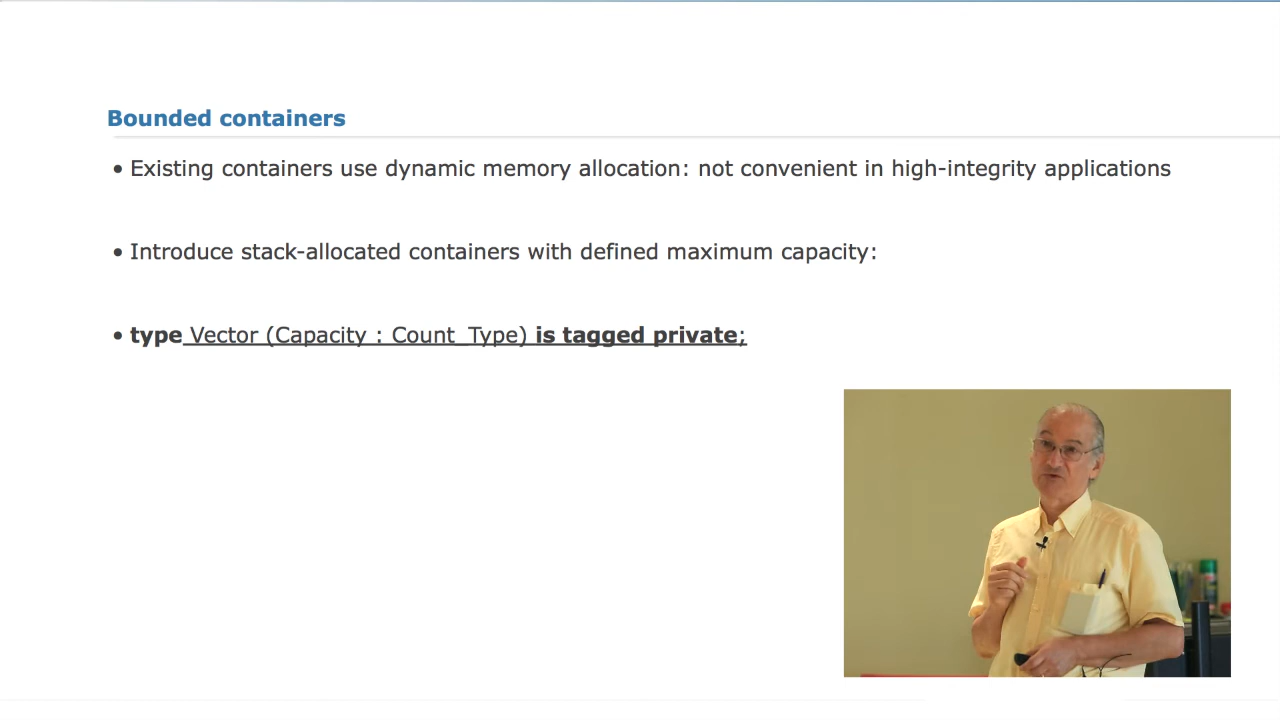 Bounded containers
• Existing containers use dynamic memory allocation: not convenient in high-integrity applications
• Introduce stack-allocated containers with defined maximum capacity:
• type Vector (Capacity : Count_Type) is tagged private;